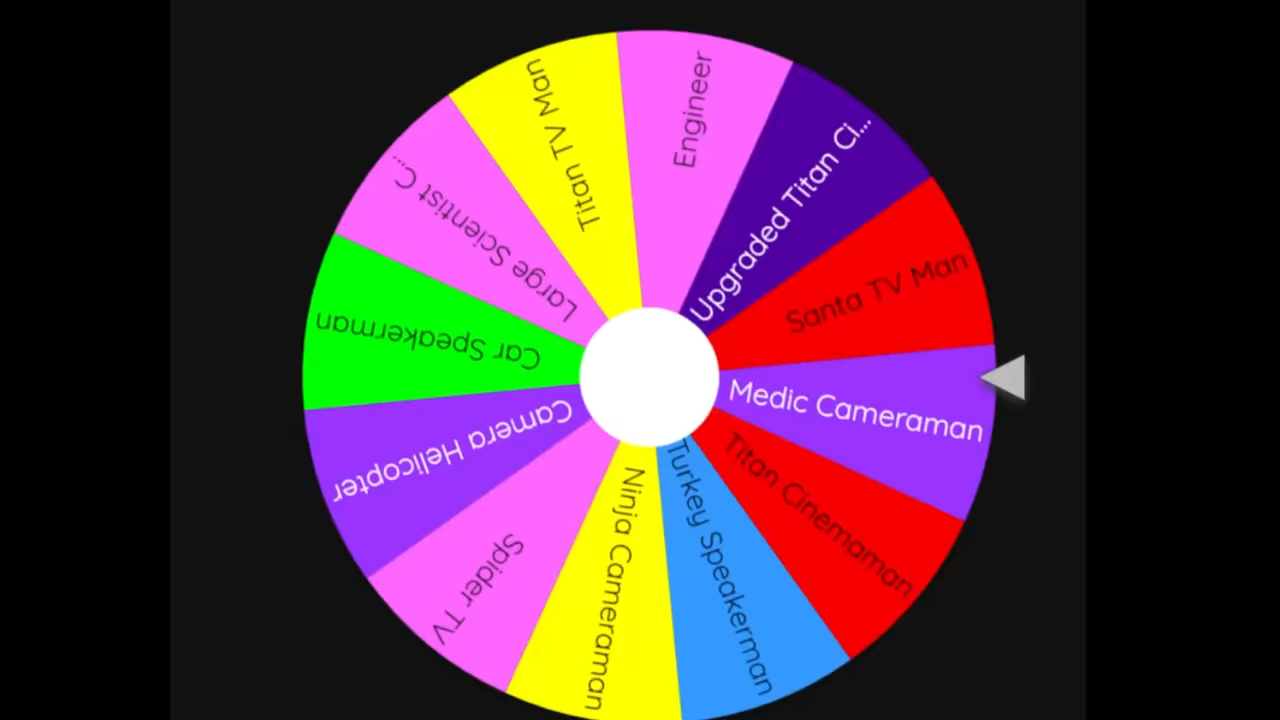 Engineer
Upgraded Titan Ci...
Santa TV Man
Medic Cameraman
Titan Cinemaman
Turkey Speakerman
Ninja Cameraman
Spider TV
Camera Helicopter
Car Speakerman
Large Scientist C...
Titan TV Man